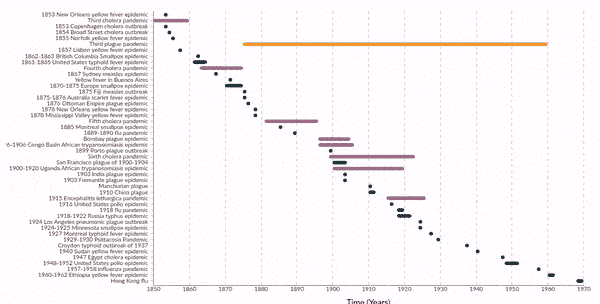 1853 New Orleans yellow fever epidemic
Third cholera pandemic
1853 Copenhagen cholera outbreak
1854 Broad Street cholera outbreak
1855 Norfolk yellow fever epidemic
Third plague pandemic
1857 Lisbon yellow fever epidemic
1862-1863 British Columbia Smallpox epidemic
1861-1865 United States typhoid fever epidemic
Fourth cholera pandemic
1867 Sydney measles epidemic
Yellow fever in Buenos Aires
1870-1875 Europe smallpox epidemic
1875 Fiji measles outbreak
1875-1876 Australia scarlet fever epidemic
1876 Ottoman Empire plague epidemic
1878 New Orleans yellow fever epidemic
1878 Mississippi Valley yellow fever epidemic
Fifth cholera pandemic
1885 Montreal smallpox epidemic
1889-1890 flu pandemic
Bombay plague epidemic
6-1906 Congo Basin African trypanosomiasis epidemic
1899 Porto plague outbreak
Sixth cholera pandemic
San Francisco plague of 1900-1904
1900-1920 Uganda African trypanosomiasis epidemic
1903 India plague epidemic
1903 Fremantle plague epidemic
Manchurian plague
1910 China plague
1915 Encephalitis lethargica pandemic
1916 United States polio epidemic
1918 flu pandemic
1918-1922 Russia typhus epidemic
1924 Los Angeles pneumonic plague outbreak
1924-1925 Minnesota smallpox epidemic
1927 Montreal typhoid fever epidemic
1929-1930 Psittacosis Pandemic
Croydon typhoid outbreak of 1937
1940 Sudan yellow fever epidemic
1947 Egypt cholera epidemic
1948-1952 United States polio epidemic
1957-1958 influenza pandemic
1960-1962 Ethiopia yellow fever epidemic
Hong Kong flu
1850 1860 1870 1880 1890 1900 1910 1920 1930 1940 1950 1960 1970
Time (Years)